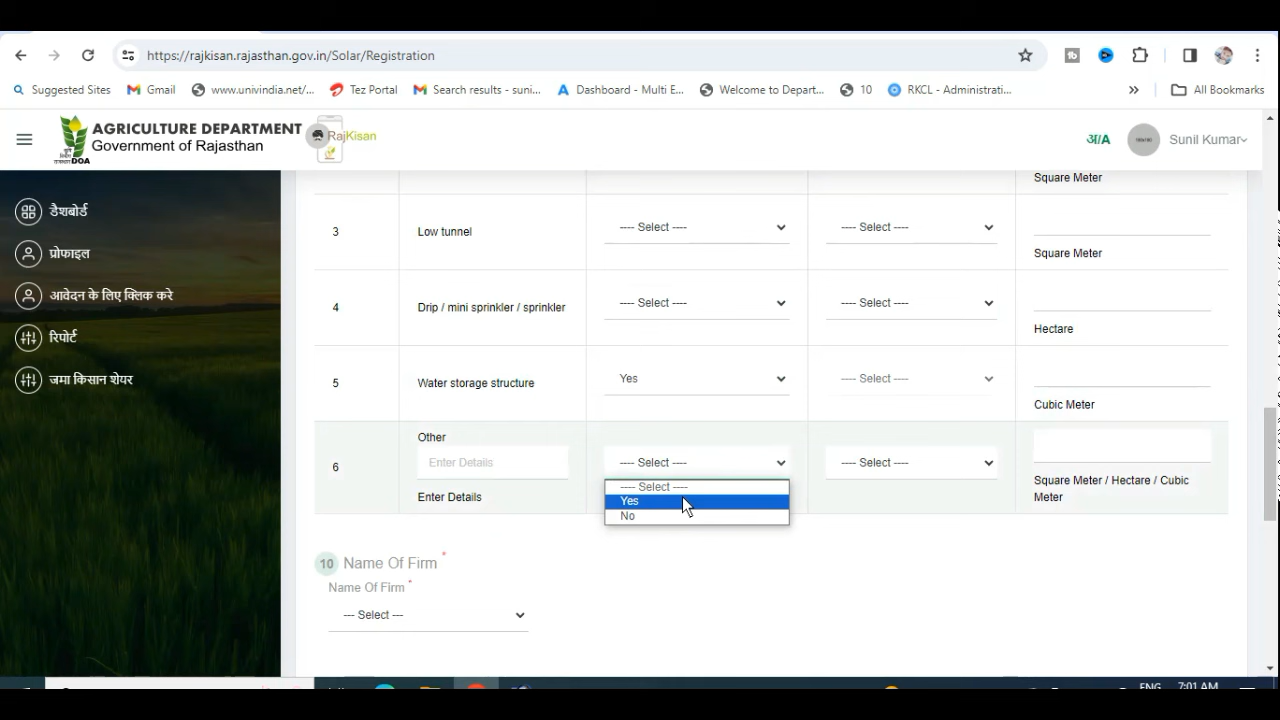 https://rajkisan.rajasthan.gov.in/Solar/Registration
Suggested Sites
Gmail
www.univindia.net/...
Tez Portal
Search results - suni...
Dashboard - Multi E...
Welcome to Depart...
10
RKCL - Administrati...
»
All Bookmarks
AGRICULTURE DEPARTMENT
Government of Rajasthan
DOA
RajKisan
अ/A
Sunil Kumar
डैशबोर्ड
प्रोफाइल
आवेदन के लिए क्लिक करे
रिपोर्ट
जमा किसान शेयर
Square Meter
3 Low tunnel ---- Select ---- ---- Select ----
Square Meter
4 Drip / mini sprinkler / sprinkler ---- Select ---- ---- Select ----
Hectare
5 Water storage structure Yes ---- Select ----
Cubic Meter
Other
6 Enter Details ---- Select ---- ---- Select ----
Enter Details
Square Meter / Hectare / Cubic
Meter
---- Select ----
Yes
No
10 Name Of Firm *
Name Of Firm *
--- Select ---
ENG 7:01 AM